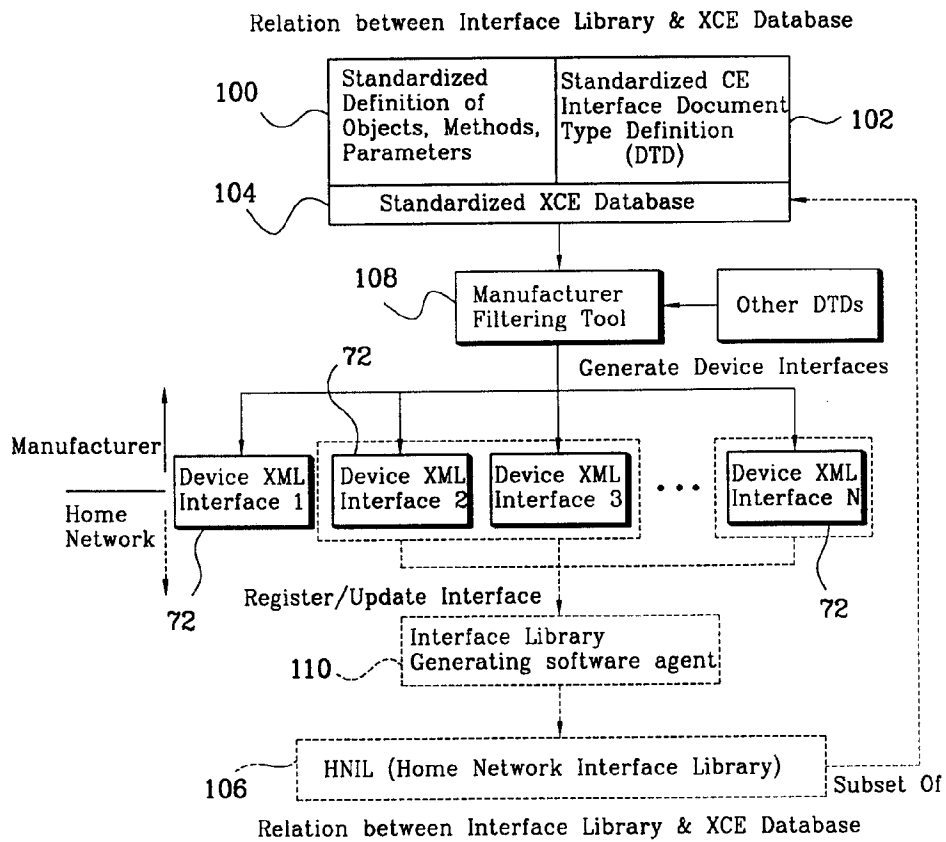 Relation between Interface Library & XCE Database
100
Standardized
Definition of
Objects, Methods,
Parameters
Standardized CE
Interface Document
Type Definition
(DTD)
102
104
Standardized XCE Database
108
Manufacturer
Filtering Tool
Other DTDs
72
Generate Device Interfaces
Manufacturer
Home
Network
Device XML
Interface 1
Device XML
Interface 2
Device XML
Interface 3
• • •
Device XML
Interface N
72
72
Register/Update Interface
110
Interface Library
Generating software agent
106
HNIL (Home Network Interface Library)
Subset Of
Relation between Interface Library & XCE Database